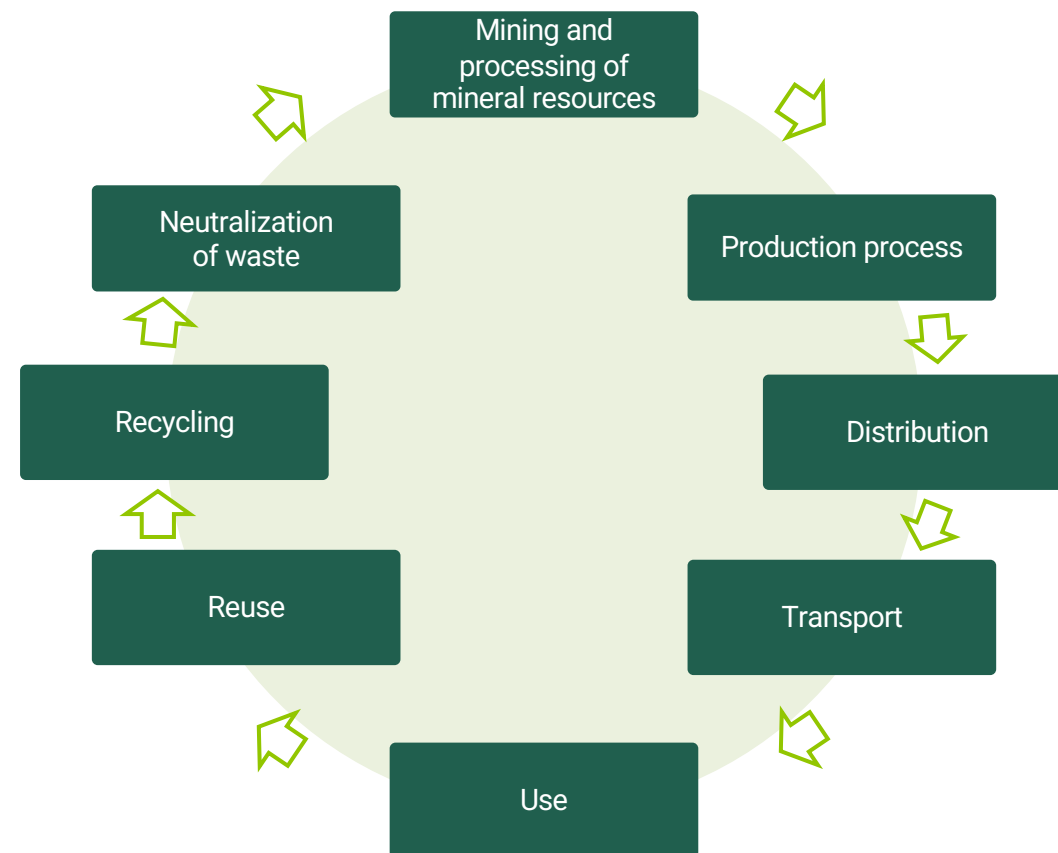 Mining and
processing of
mineral resources
Production process
Distribution
Transport
Use
Reuse
Recycling
Neutralization
of waste